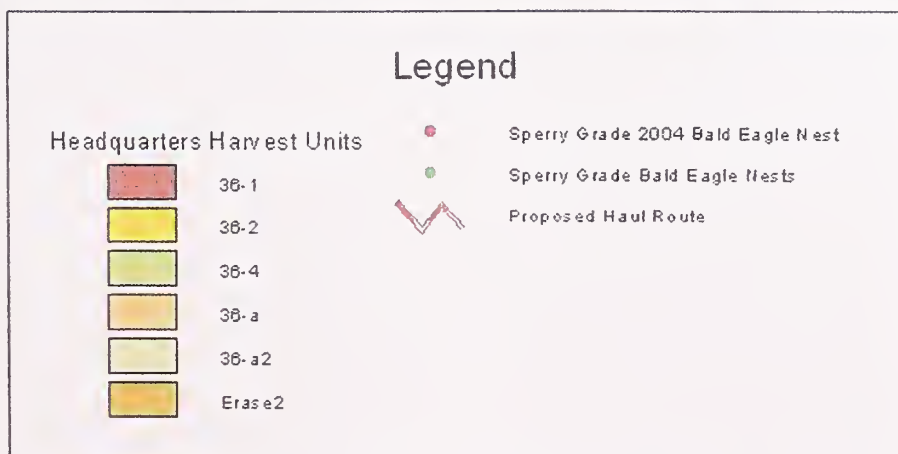 Legend
Headquarters Harvest Units
36-1
36-2
36-4
36-a
36-a2
Erase2
Sperry Grade 2004 Bald Eagle Nest
Sperry Grade Bald Eagle Nests
Proposed Haul Route